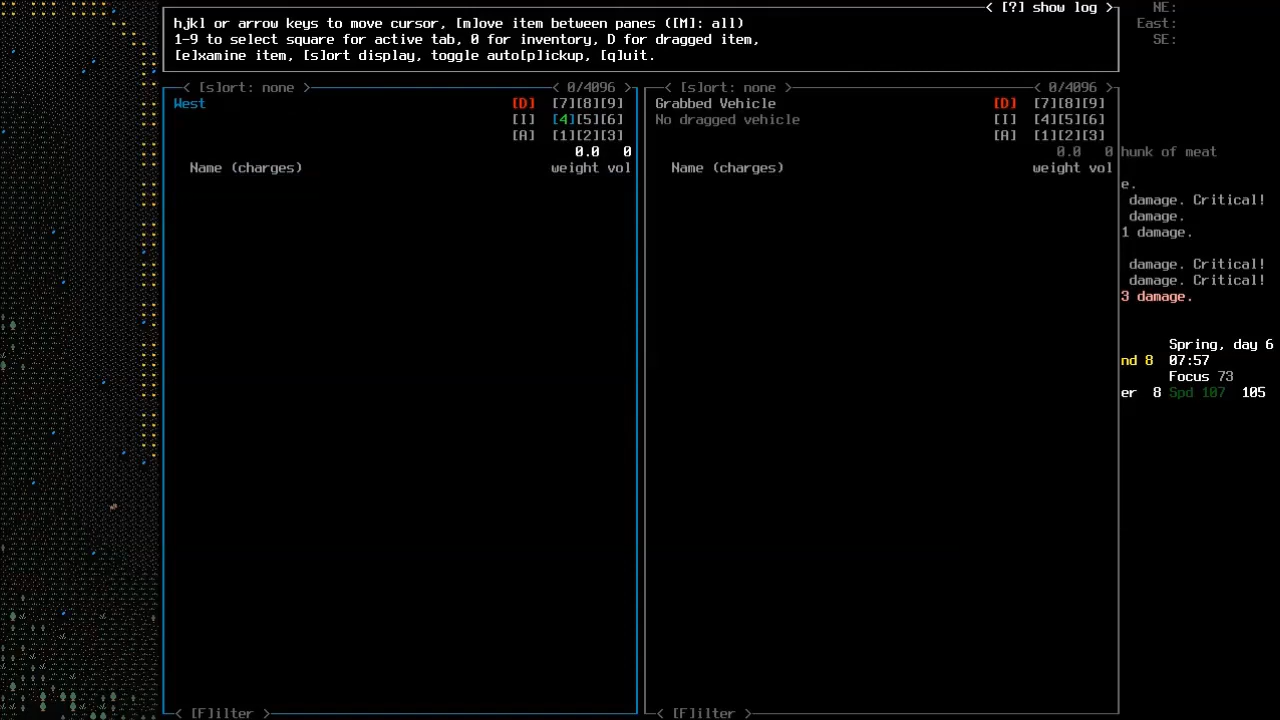 < [?] show log >
NE:
hjkl or arrow keys to move cursor, [m]ove item between panes ([M]: all)
East:
1-9 to select square for active tab, 0 for inventory, D for dragged item,
SE:
[e]xamine item, [s]ort display, toggle auto[p]ickup, [q]uit.
< [s]ort: none > < 0/4096 > < [s]ort: none > < 0/4096 >
West [D] [7][8][9] Grabbed Vehicle [D] [7][8][9]
[I] [4][5][6] No dragged vehicle [I] [4][5][6]
[A] [1][2][3] [A] [1][2][3]
0.0 0 0.0 0 hunk of meat
Name (charges) weight vol Name (charges) weight vol
e.
damage. Critical!
damage.
1 damage.
damage. Critical!
damage. Critical!
3 damage.
Spring, day 6
nd 8 07:57
Focus 73
er 8 Spd 107 105
< [F]ilter > < [F]ilter >